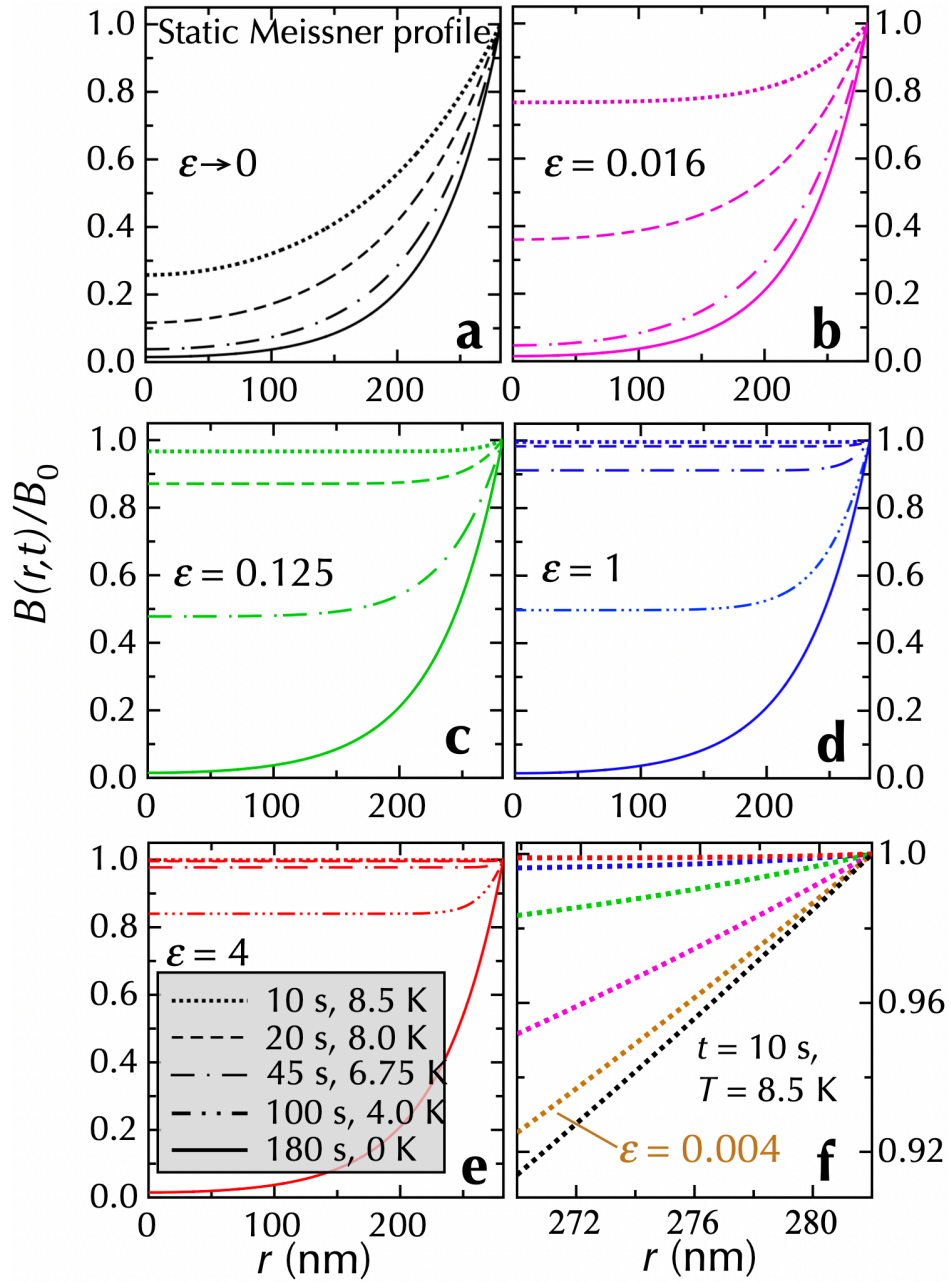 Static Meissner profile
1.0
0.8
0.6
0.4
0.2
0.0
ε→0
a
0 100 200
ε = 0.016
b
1.0
0.8
0.6
0.4
0.2
0.0
0 100 200
B(r,t)/B0
1.0
0.8
0.6
0.4
0.2
0.0
ε = 0.125
c
0 100 200
ε = 1
d
1.0
0.8
0.6
0.4
0.2
0.0
0 100 200
1.0
0.8
0.6
0.4
0.2
0.0
ε = 4
10 s, 8.5 K
20 s, 8.0 K
45 s, 6.75 K
100 s, 4.0 K
180 s, 0 K
e
0 100 200
r (nm)
1.0
0.96
0.92
t = 10 s,
T = 8.5 K
ε = 0.004
f
272 276 280
r (nm)